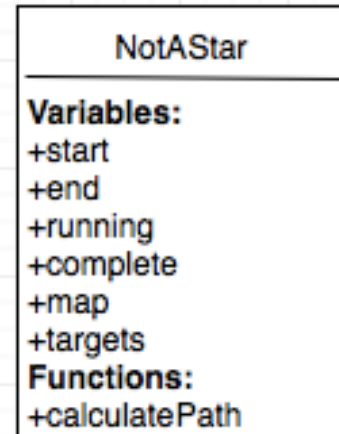 NotAStar
Variables:
+start
+end
+running
+complete
+map
+targets
Functions:
+calculatePath